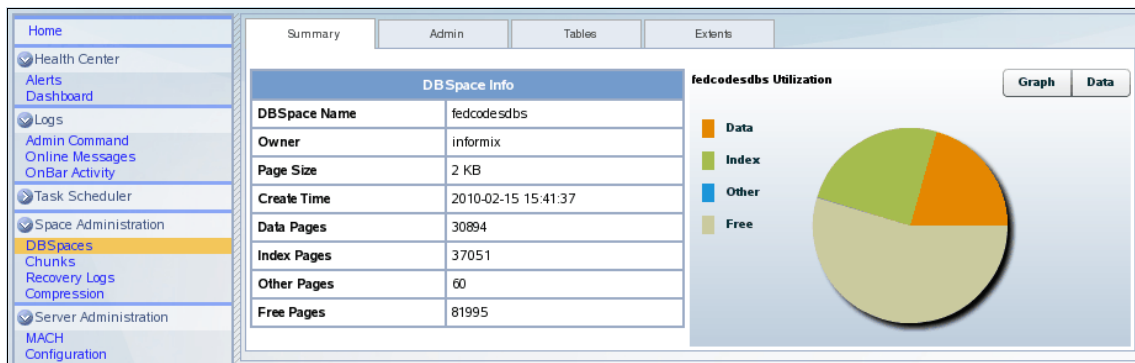 Home
Health Center
Alerts
Dashboard
Logs
Admin Command
Online Messages
OnBar Activity
Task Scheduler
Space Administration
DBSpaces
Chunks
Recovery Logs
Compression
Server Administration
MACH
Configuration
Summary Admin Tables Extents
DBSpace Info
DBSpace Name fedcodesdbs
Owner informix
Page Size 2 KB
Create Time 2010-02-15 15:41:37
Data Pages 30894
Index Pages 37051
Other Pages 60
Free Pages 81995
fedcodesdbs Utilization
Graph Data
Data
Index
Other
Free